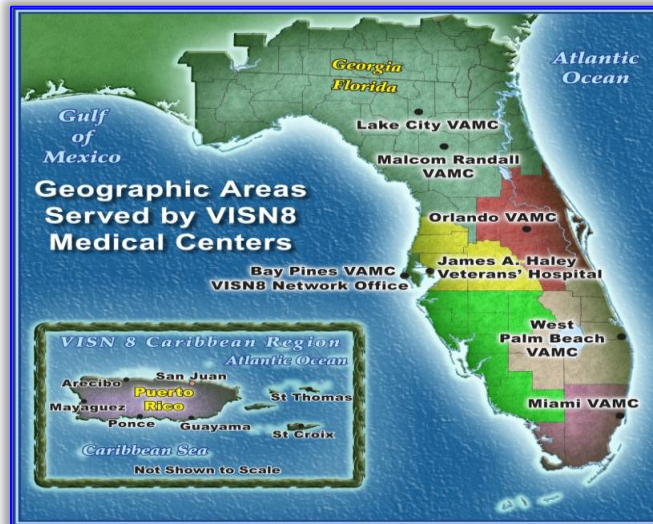 Georgia
Florida
Atlantic
Ocean
Gulf
of
Mexico
Lake City VAMC
Malcom Randall
VAMC
Geographic Areas
Served by VISN8
Medical Centers
Orlando VAMC
James A. Haley
Veterans' Hospital
Bay Pines VAMC
VISN8 Network Office
West
Palm Beach
VAMC
Miami VAMC
VISN 8 Caribbean Region
Atlantic Ocean
San Juan
Arecibo
Puerto
Rico
St Thomas
Mayaguez
Ponce
Guayama
St Croix
Caribbean Sea
Not Shown to Scale